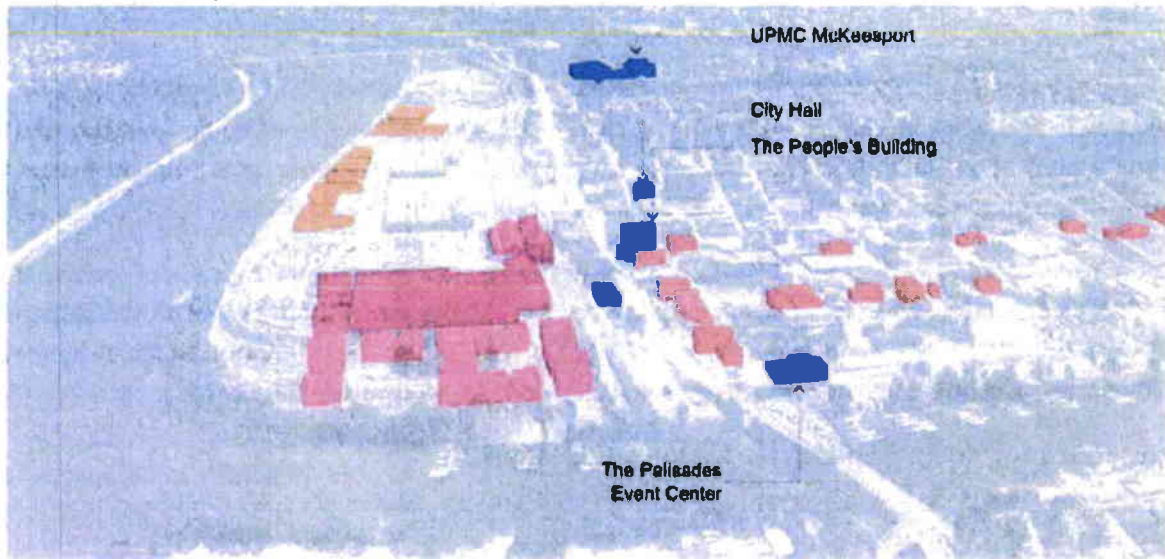 UPMC McKeesport
City Hall
The People's Building
The Palisades
Event Center